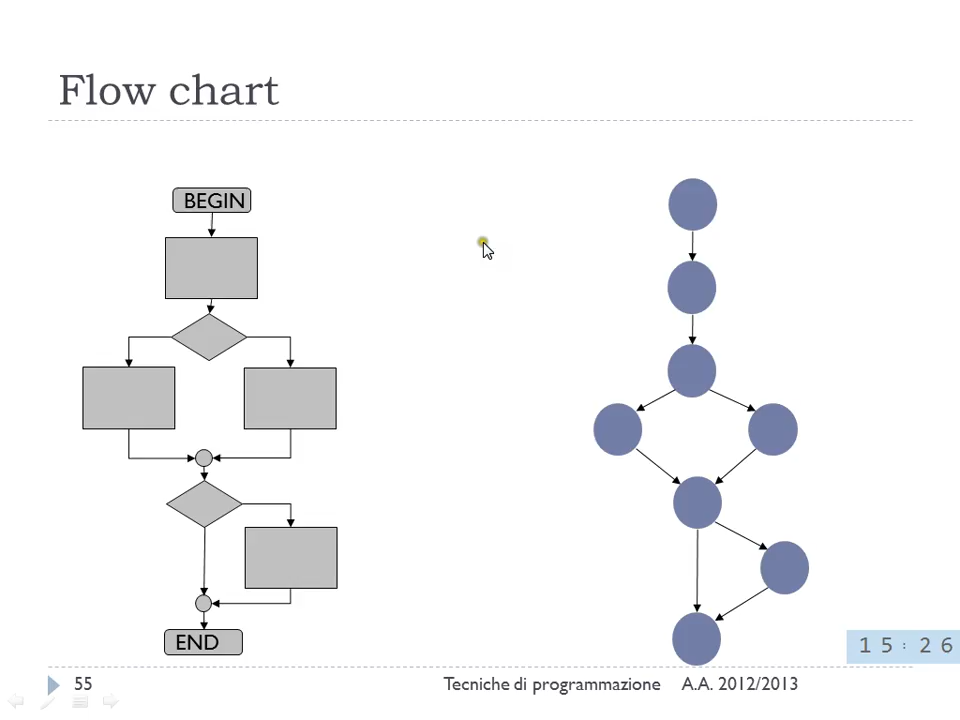 Flow chart
BEGIN
END
15:26
55
Tecniche di programmazione A.A. 2012/2013